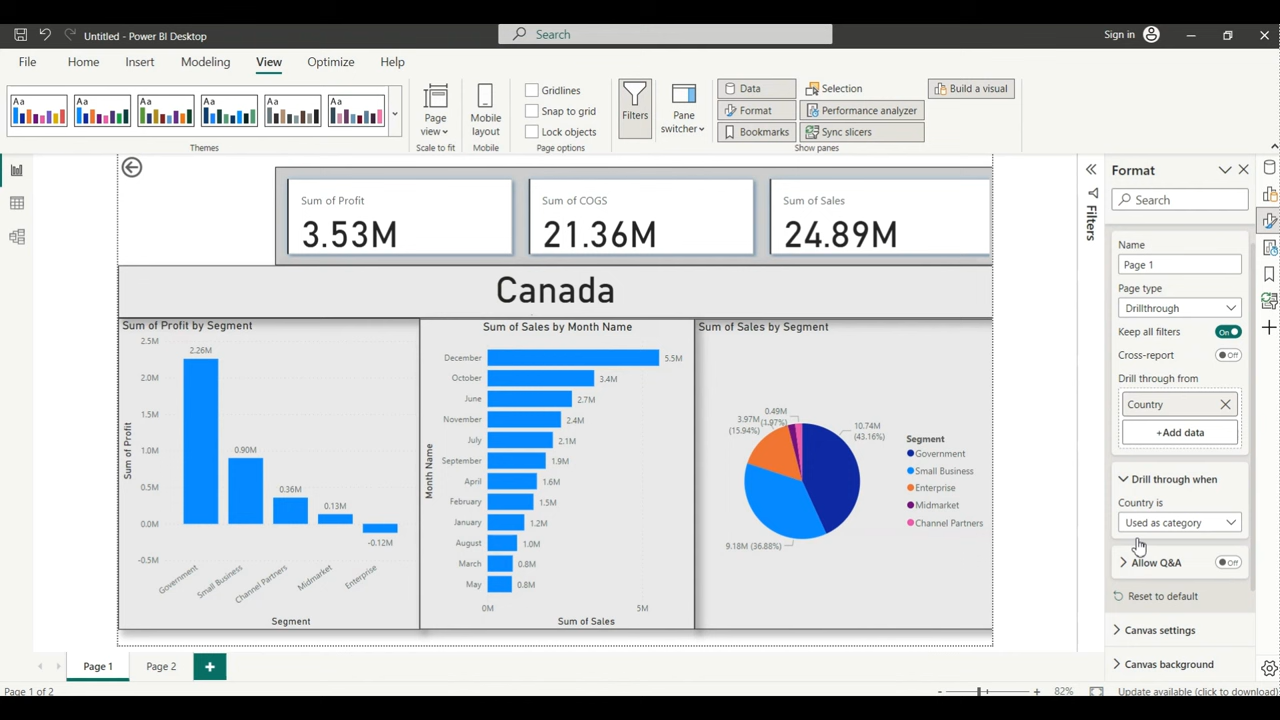 Untitled - Power BI Desktop
Search
Sign in
File
Home
Insert
Modeling
View
Optimize
Help
Aa
Aa
Aa
Aa
Aa
Aa
Themes
Page
view
Scale to fit
Mobile
layout
Mobile
Gridlines
Snap to grid
Lock objects
Page options
Filters
Pane
switcher
Data
Format
Bookmarks
Selection
Performance analyzer
Sync slicers
Build a visual
Show panes
Sum of Profit
3.53M
Sum of COGS
21.36M
Sum of Sales
24.89M
Canada
Sum of Profit by Segment
2.5M
2.0M
1.5M
1.0M
0.5M
0.0M
-0.5M
Sum of Profit
2.26M
0.90M
0.36M
0.13M
-0.12M
Government
Small Business
Channel Partners
Midmarket
Enterprise
Segment
Sum of Sales by Month Name
Month Name
December 5.5M
October 3.4M
June 2.7M
November 2.4M
July 2.1M
September 1.9M
April 1.6M
February 1.5M
January 1.2M
August 1.0M
March 0.8M
May 0.8M
0M 5M
Sum of Sales
Sum of Sales by Segment
0.49M
(1.97%)
3.97M
(15.94%)
10.74M
(43.16%)
9.18M (36.88%)
Segment
Government
Small Business
Enterprise
Midmarket
Channel Partners
Filters
Format
Search
Name
Page 1
Page type
Drillthrough
Keep all filters
On
Cross-report
Off
Drill through from
Country
+Add data
Drill through when
Country is
Used as category
Allow Q&A
Off
Reset to default
Canvas settings
Canvas background
Page 1
Page 2
Page 1 of 2
82%
Update available (click to download)